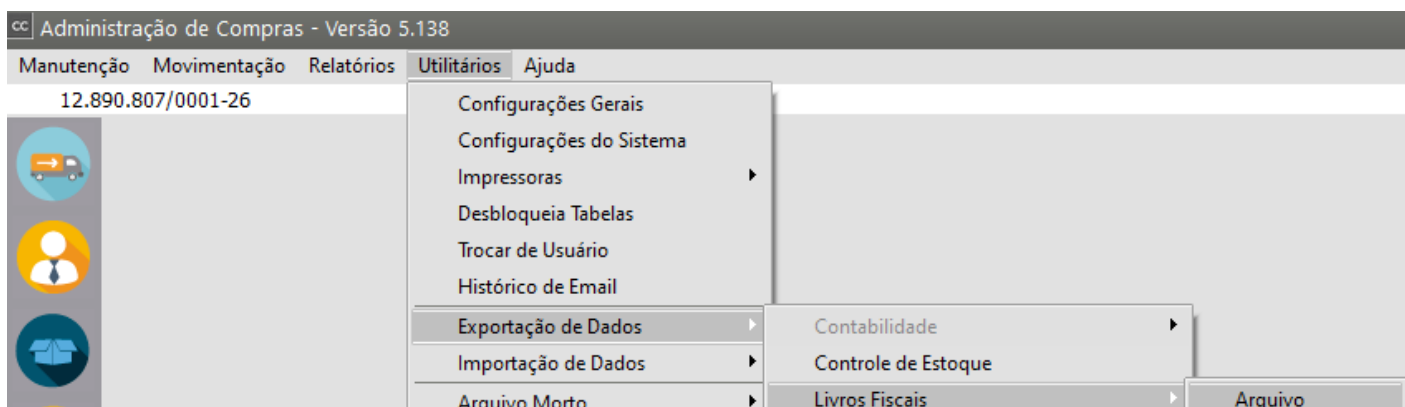 cc Administração de Compras - Versão 5.138
Manutenção Movimentação Relatórios Utilitários Ajuda
12.890.807/0001-26
Configurações Gerais
Configurações do Sistema
Impressoras
Desbloqueia Tabelas
Trocar de Usuário
Histórico de Email
Exportação de Dados Contabilidade
Importação de Dados Controle de Estoque
Arquivo Morto Livros Fiscais Arquivo